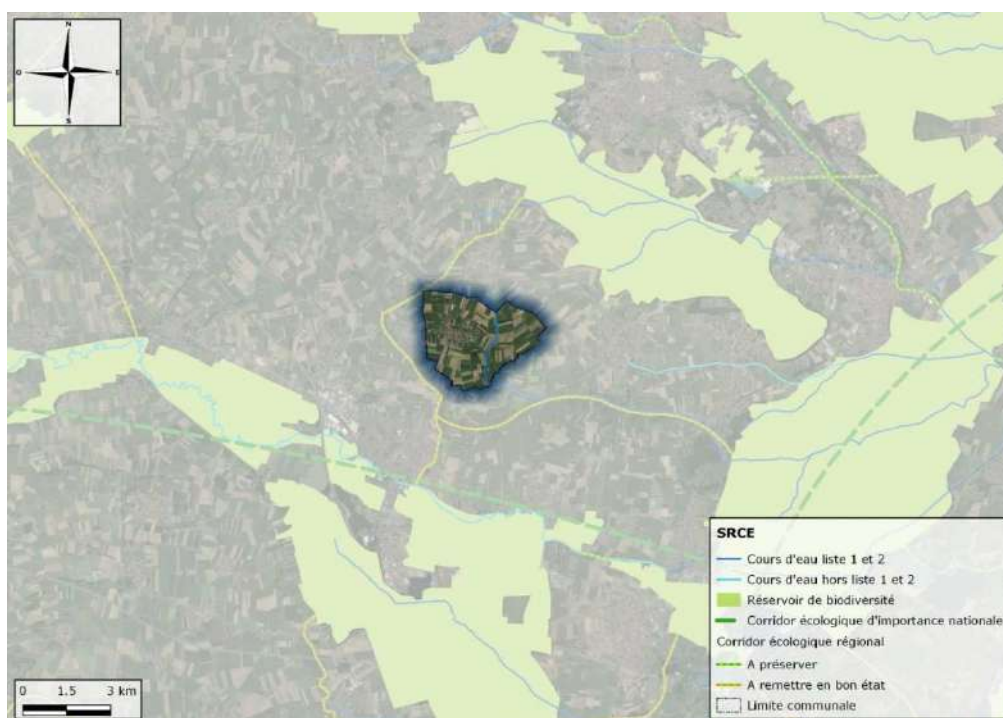 N
O
E
S
SRCE
Cours d'eau liste 1 et 2
Cours d'eau hors liste 1 et 2
Réservoir de biodiversité
Corridor écologique d'importance nationale
Corridor écologique régional
A préserver
A remettre en bon état
Limite communale
0 1.5 3 km